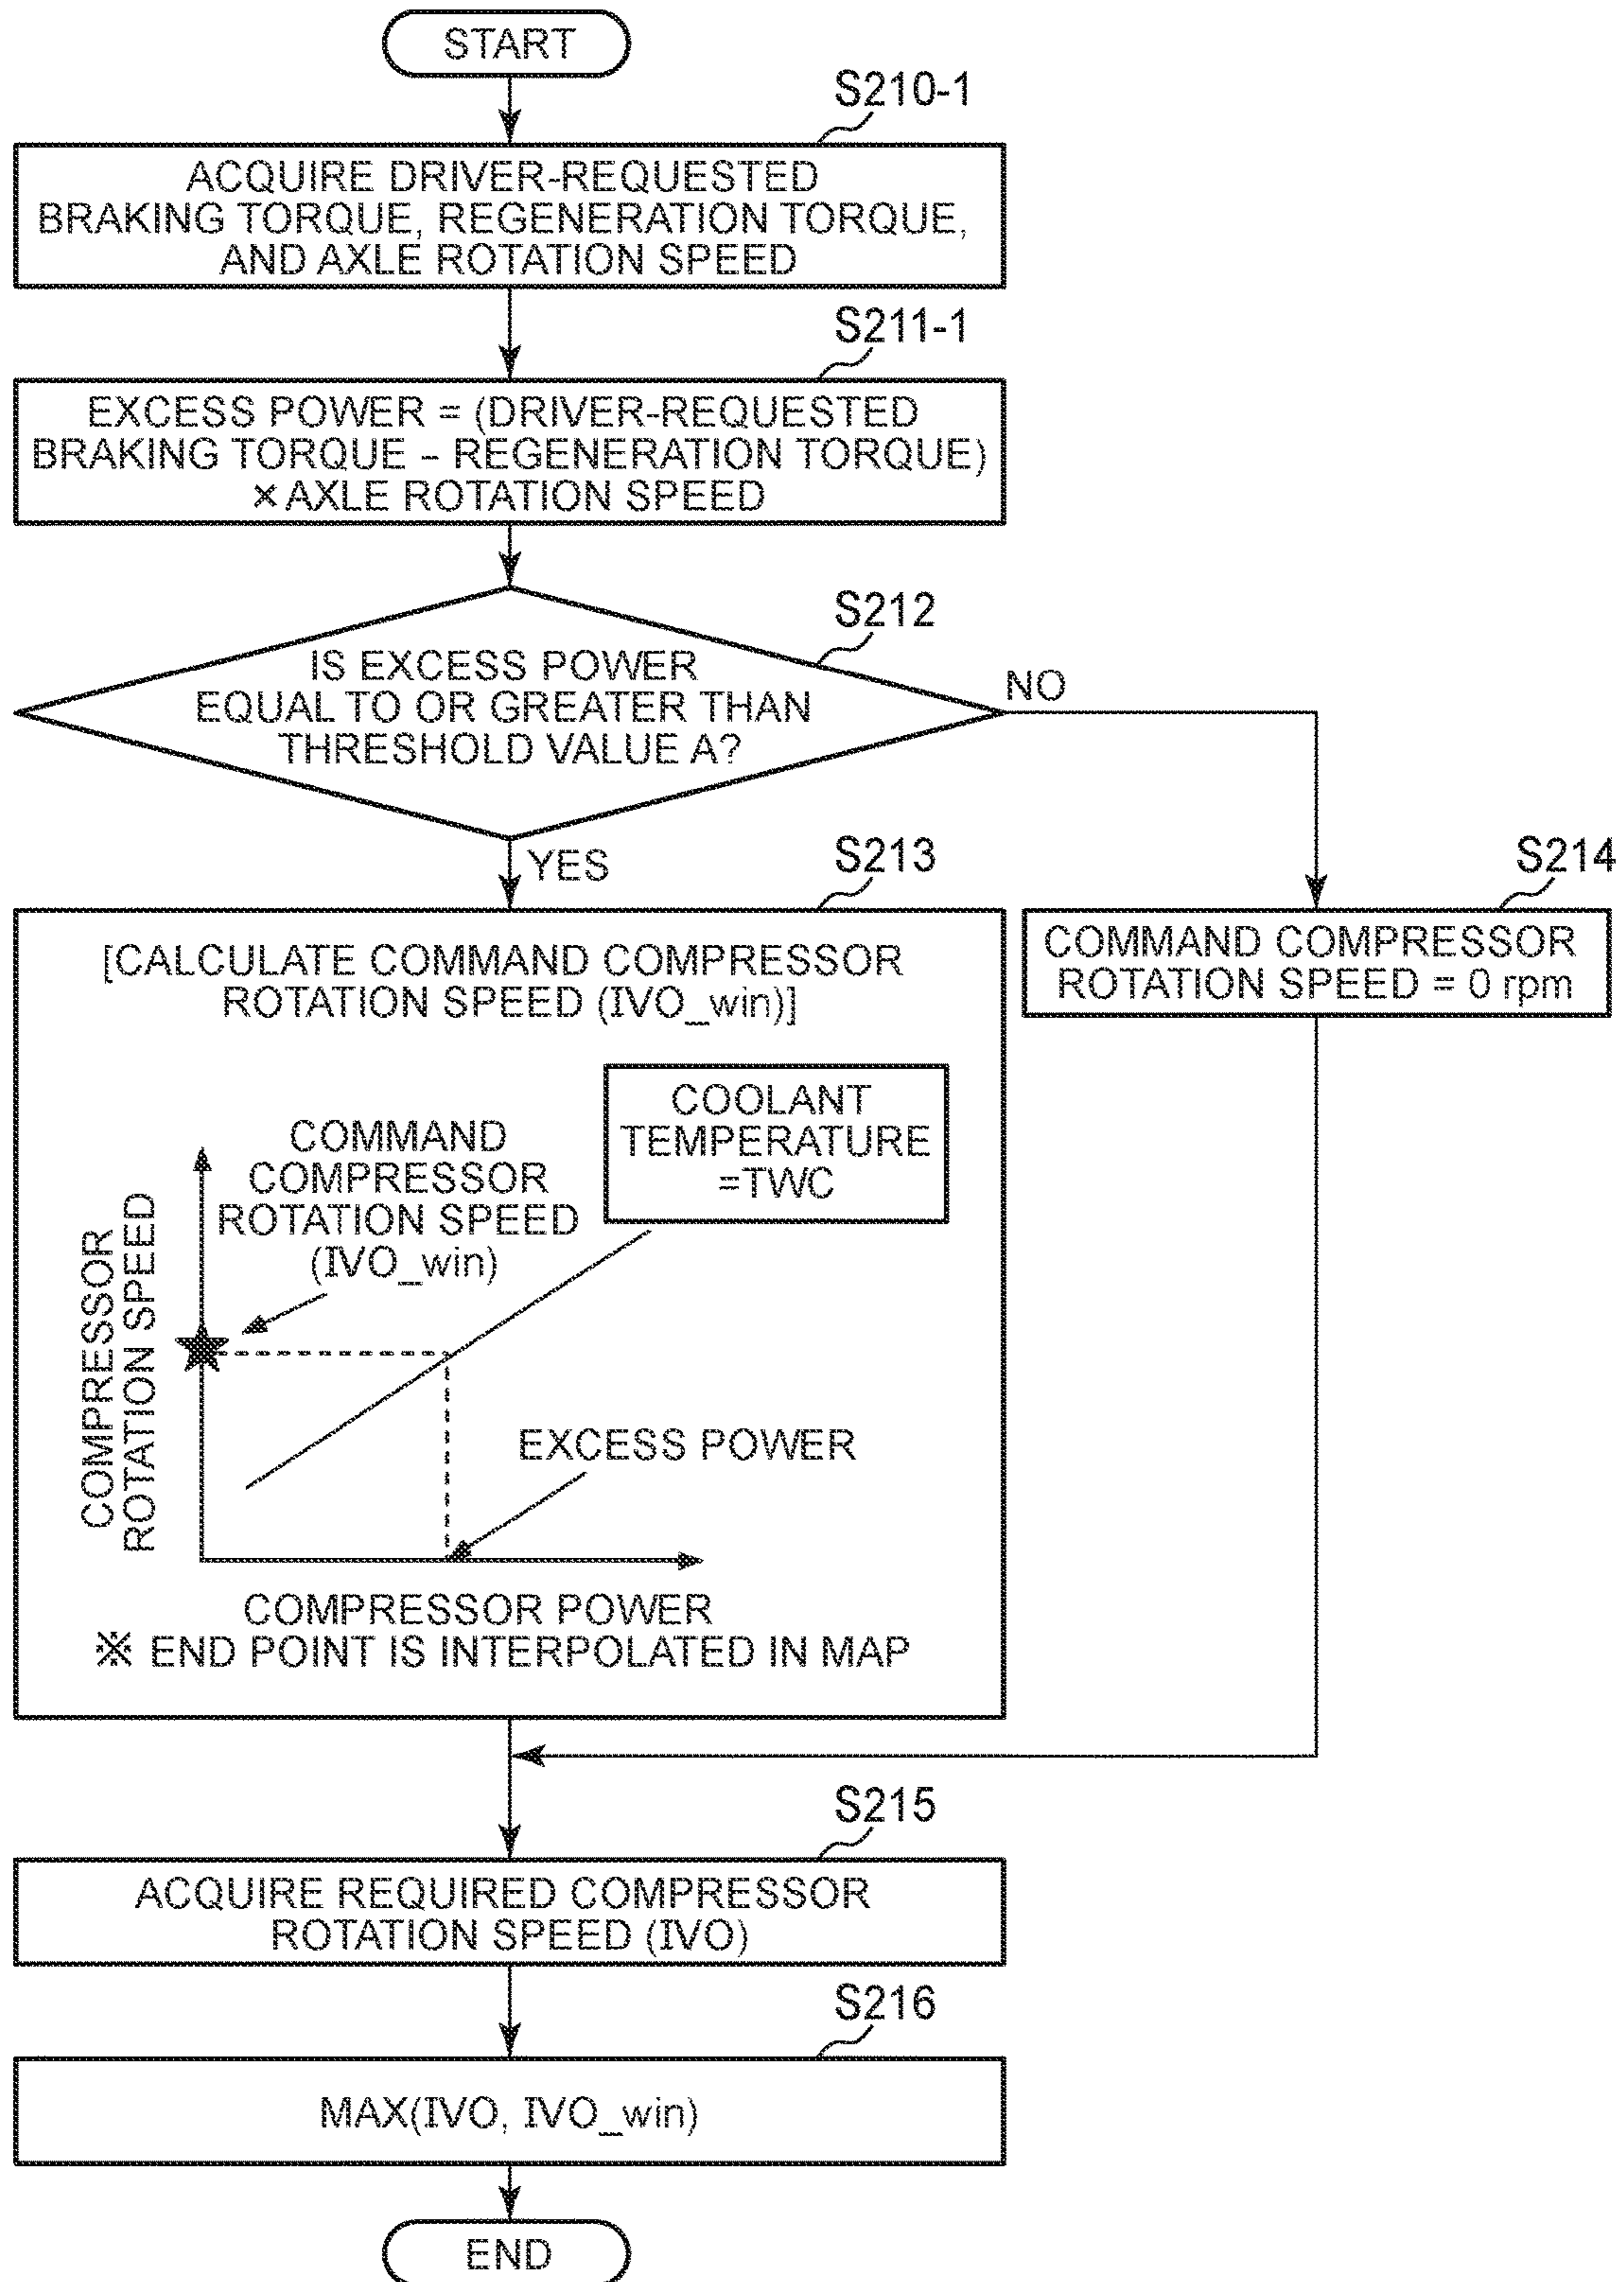 START
S210-1
ACQUIRE DRIVER-REQUESTED
BRAKING TORQUE, REGENERATION TORQUE,
AND AXLE ROTATION SPEED
S211-1
EXCESS POWER = (DRIVER-REQUESTED
BRAKING TORQUE – REGENERATION TORQUE)
× AXLE ROTATION SPEED
S212
IS EXCESS POWER
EQUAL TO OR GREATER THAN
THRESHOLD VALUE A?
NO
YES
S213
[CALCULATE COMMAND COMPRESSOR
ROTATION SPEED (IVO_win)]
COOLANT
TEMPERATURE
=TWC
COMMAND
COMPRESSOR
ROTATION SPEED
(IVO_win)
COMPRESSOR
ROTATION SPEED
EXCESS POWER
COMPRESSOR POWER
※ END POINT IS INTERPOLATED IN MAP
S214
COMMAND COMPRESSOR
ROTATION SPEED = 0 rpm
S215
ACQUIRE REQUIRED COMPRESSOR
ROTATION SPEED (IVO)
S216
MAX(IVO, IVO_win)
END